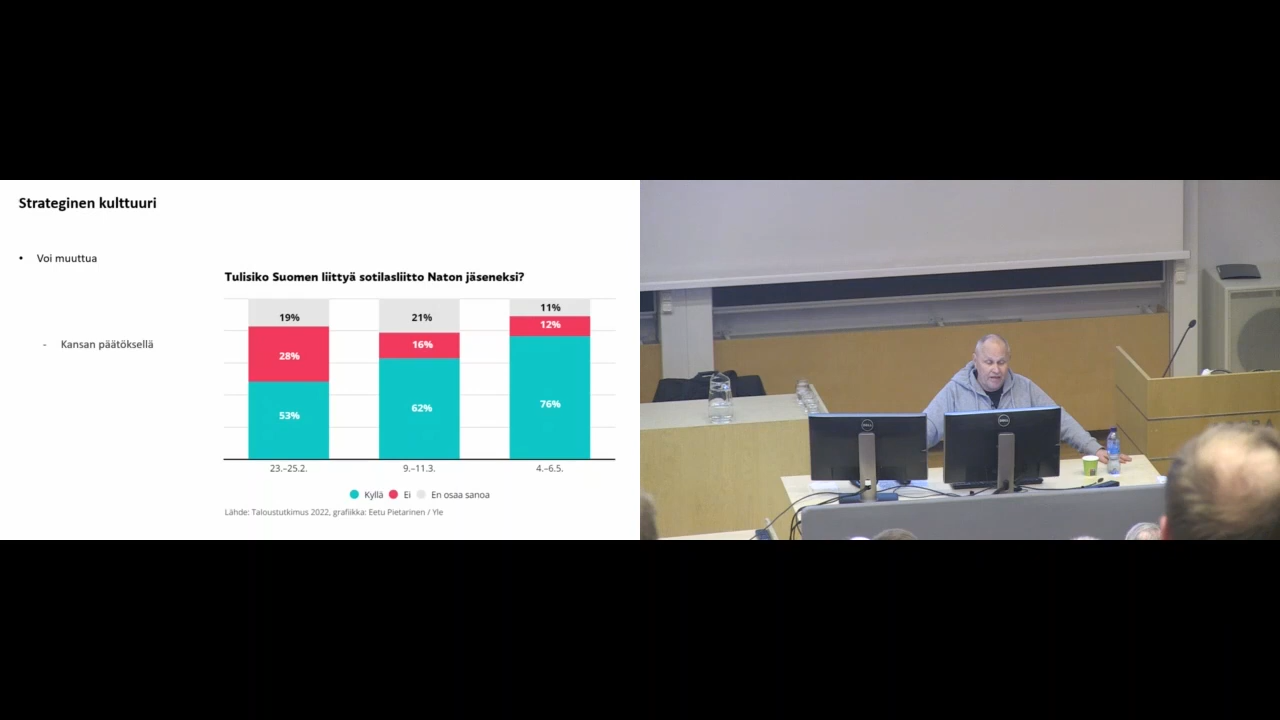 Strateginen kulttuuri
• Voi muuttua
- Kansan päätöksellä
Tulisiko Suomen liittyä sotilasliitto Naton jäseneksi?
19% 21% 11%
28% 16% 12%
53% 62% 76%
23.–25.2. 9.–11.3. 4.–6.5.
Kyllä Ei En osaa sanoa
Lähde: Taloustutkimus 2022, grafiikka: Eetu Pietarinen / Yle
DELL DELL